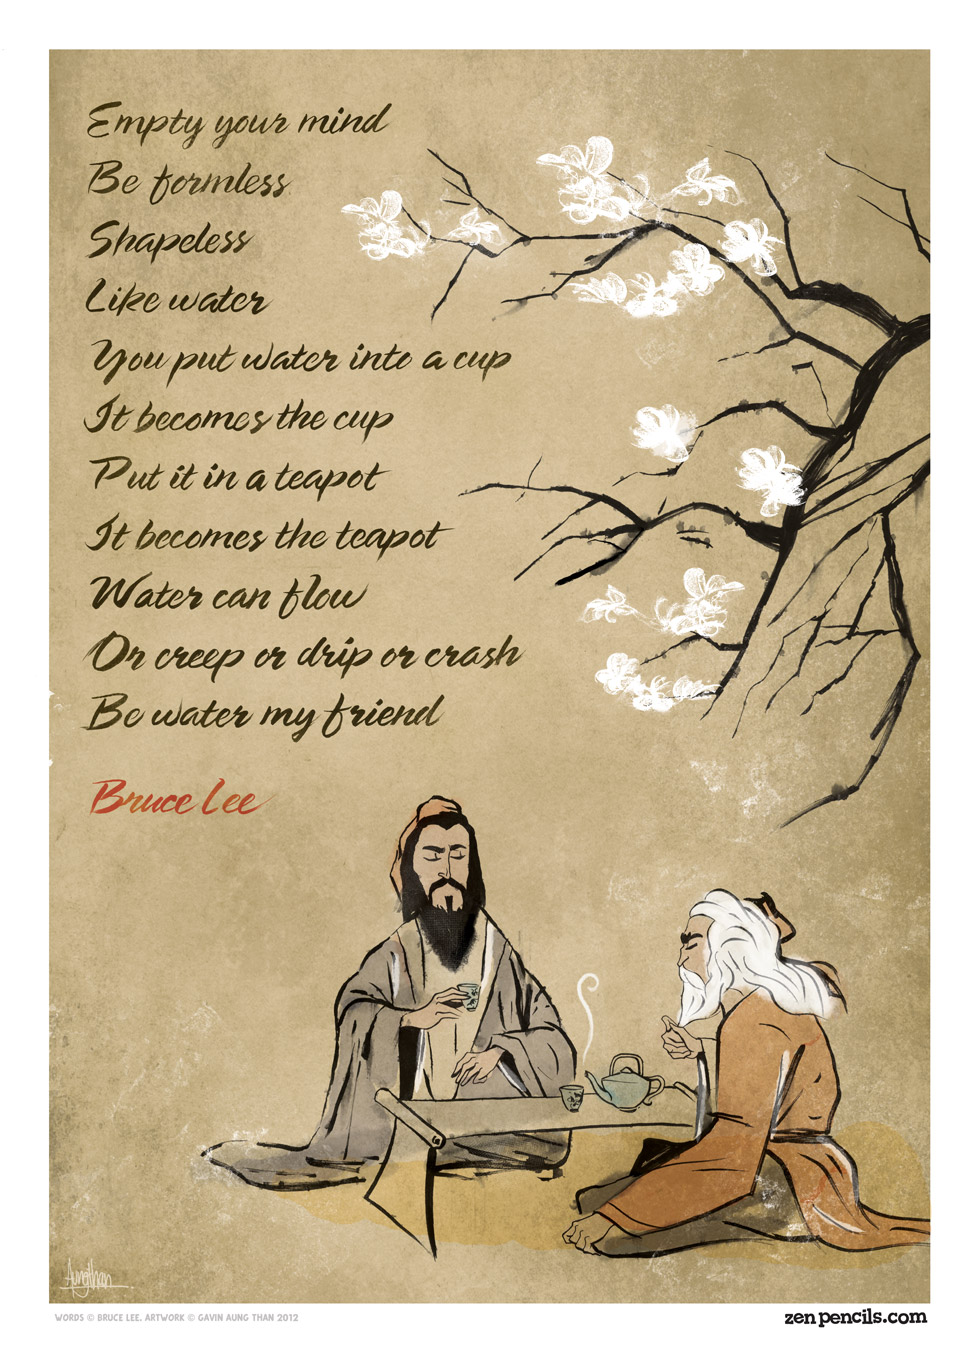 Empty your mind
Be formless
Shapeless
Like water
You put water into a cup
It becomes the cup
Put it in a teapot
It becomes the teapot
Water can flow
Or creep or drip or crash
Be water my friend
Bruce Lee
Aungthan
WORDS © BRUCE LEE. ARTWORK © GAVIN AUNG THAN 2012
zenpencils.com